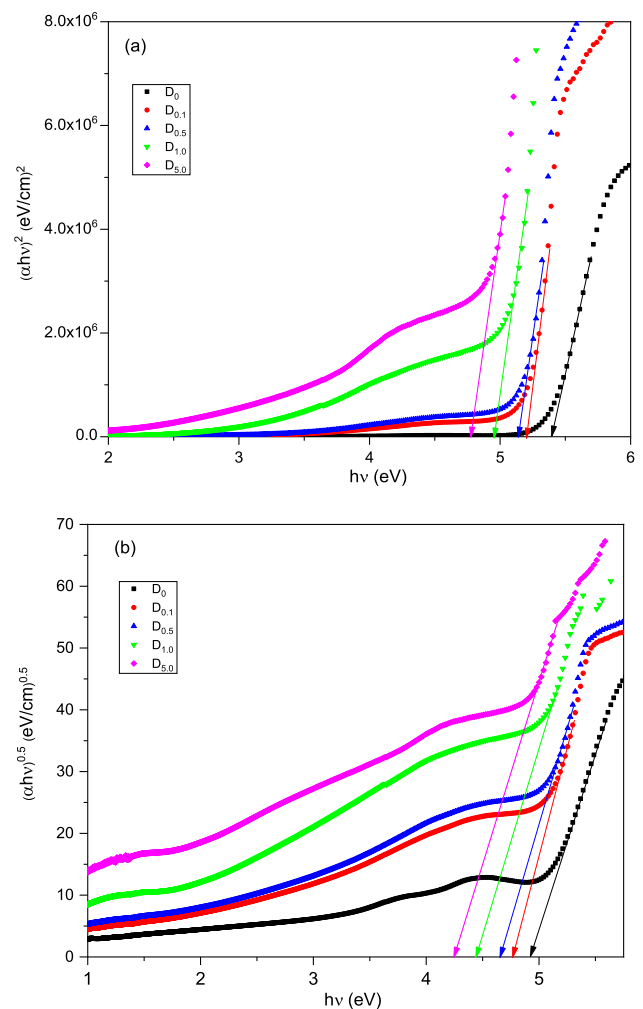 (a)
8.0x10⁶
6.0x10⁶
4.0x10⁶
2.0x10⁶
0.0
(αhν)² (eV/cm)²
D₀
D₀.₁
D₀.₅
D₁.₀
D₅.₀
2 3 4 5 6
hν (eV)
(b)
70
60
50
40
30
20
10
0
(αhν)⁰·⁵ (eV/cm)⁰·⁵
D₀
D₀.₁
D₀.₅
D₁.₀
D₅.₀
1 2 3 4 5
hν (eV)